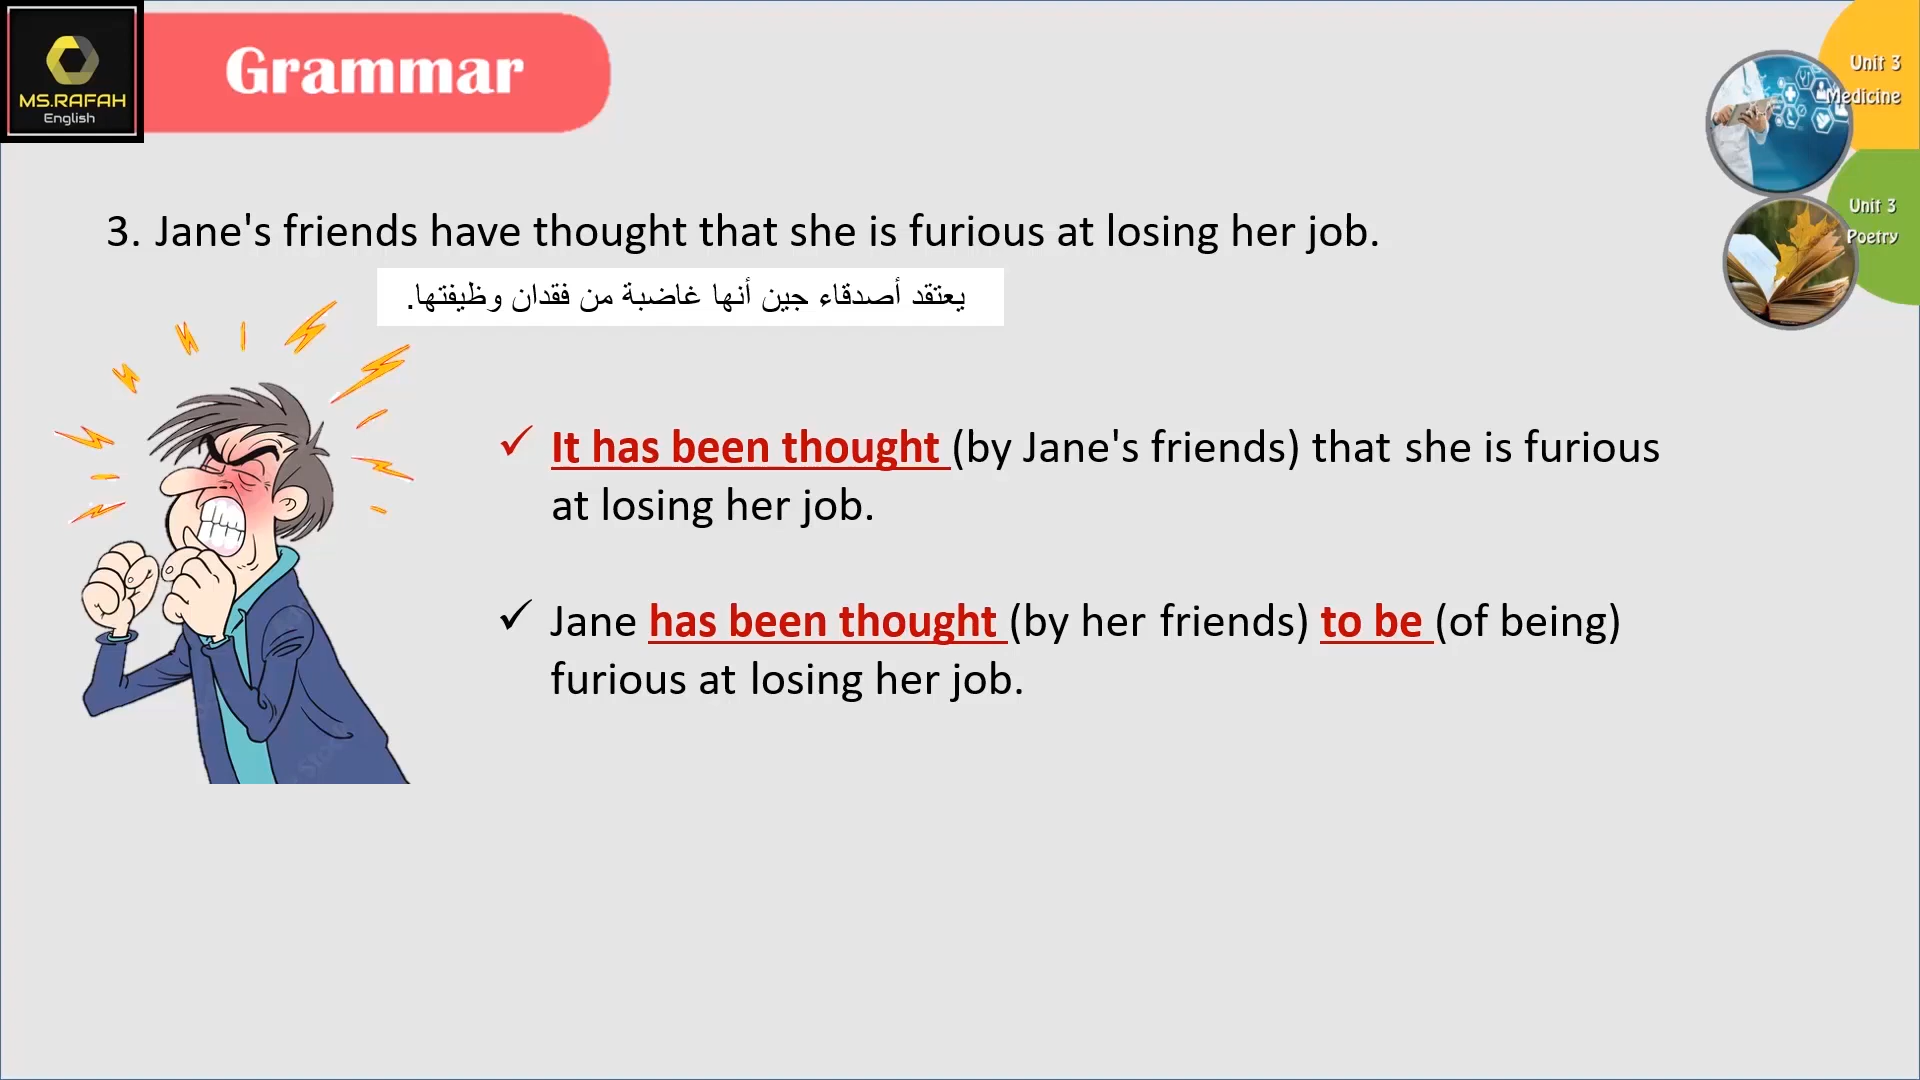 MS.RAFAH
English
Grammar
Unit 3
Medicine
Unit 3
Poetry
3. Jane's friends have thought that she is furious at losing her job.
يعتقد أصدقاء جين أنها غاضبة من فقدان وظيفتها.
✓ It has been thought (by Jane's friends) that she is furious
at losing her job.
✓ Jane has been thought (by her friends) to be (of being)
furious at losing her job.